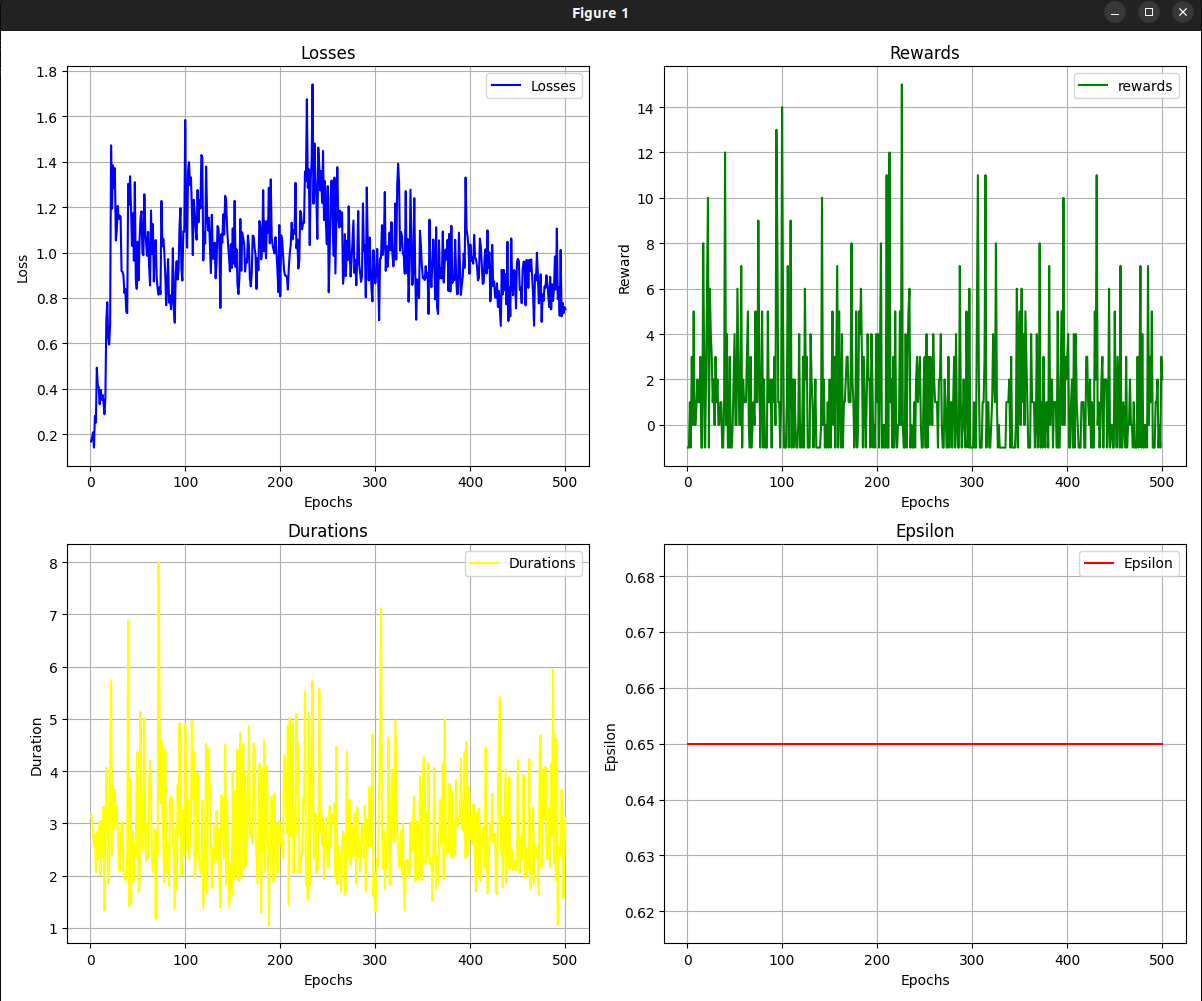 Figure 1
Losses
Losses
1.8
1.6
1.4
1.2
1.0
0.8
0.6
0.4
0.2
Loss
0 100 200 300 400 500
Epochs
Rewards
rewards
14
12
10
8
6
4
2
0
Reward
0 100 200 300 400 500
Epochs
Durations
Durations
8
7
6
5
4
3
2
1
Duration
0 100 200 300 400 500
Epochs
Epsilon
Epsilon
0.68
0.67
0.66
0.65
0.64
0.63
0.62
Epsilon
0 100 200 300 400 500
Epochs